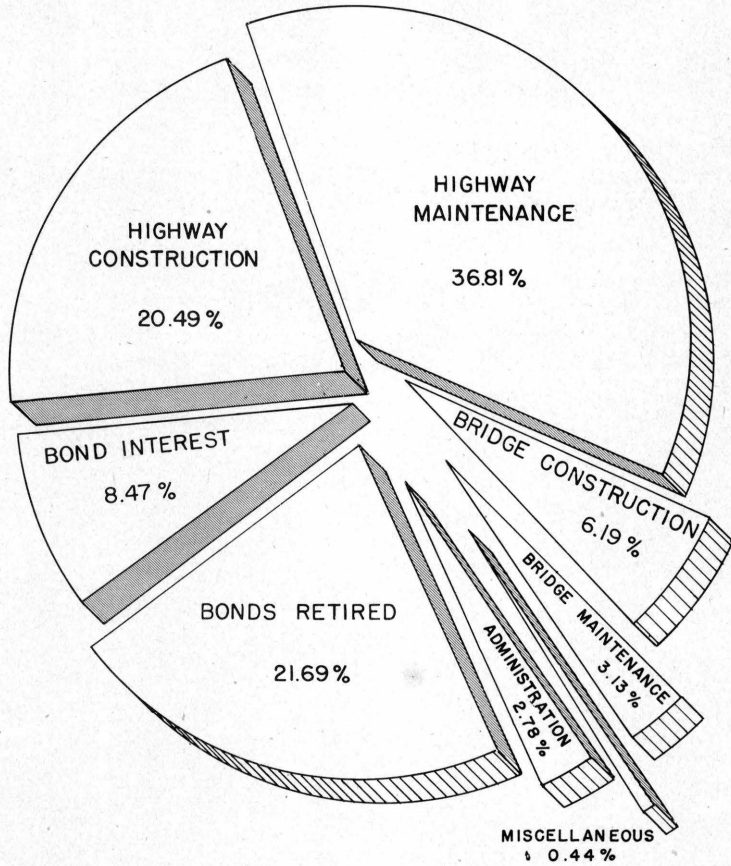 HIGHWAY
MAINTENANCE
36.81%
HIGHWAY
CONSTRUCTION
20.49%
BRIDGE CONSTRUCTION
6.19%
BOND INTEREST
8.47%
BRIDGE MAINTENANCE
3.13%
BONDS RETIRED
21.69%
ADMINISTRATION
2.78%
MISCELLANEOUS
0.44%